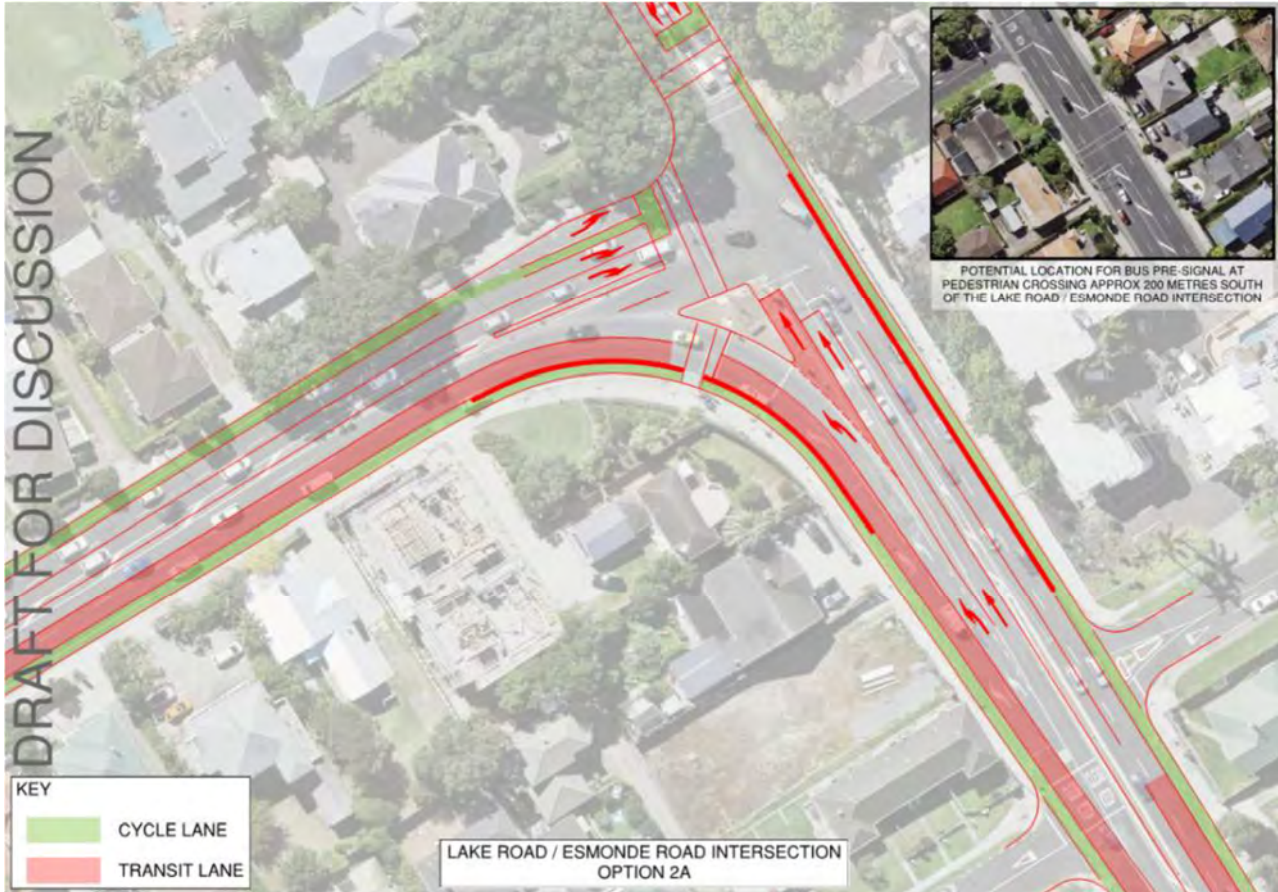 DRAFT FOR DISCUSSION
POTENTIAL LOCATION FOR BUS PRE-SIGNAL AT
PEDESTRIAN CROSSING APPROX 200 METRES SOUTH
OF THE LAKE ROAD / ESMONDE ROAD INTERSECTION
KEY
CYCLE LANE
TRANSIT LANE
LAKE ROAD / ESMONDE ROAD INTERSECTION
OPTION 2A